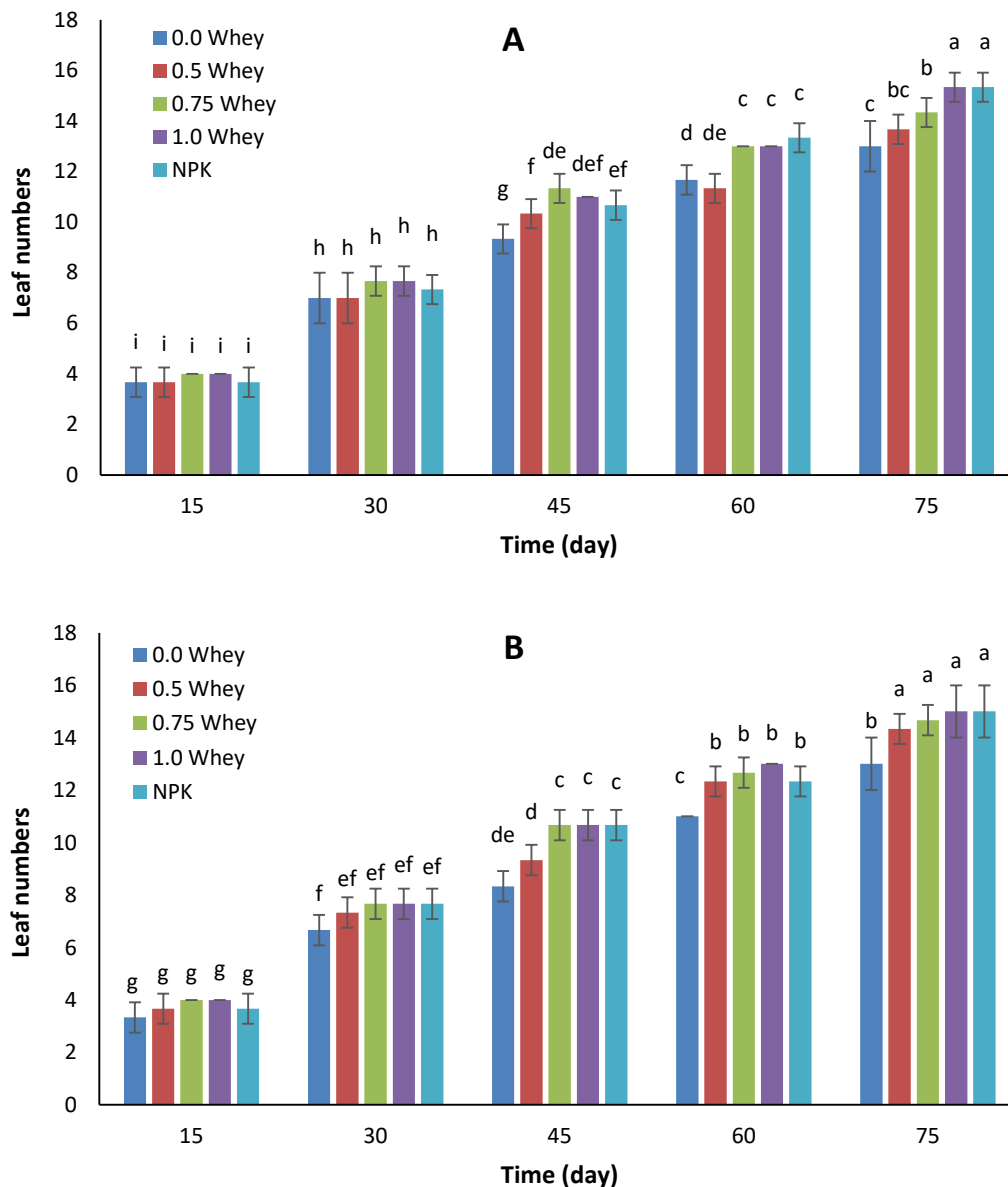 A
0.0 Whey
0.5 Whey
0.75 Whey
1.0 Whey
NPK
Leaf numbers
18
16
14
12
10
8
6
4
2
0
i i i i i
h h h h h
g f de def ef
d de c c c
c bc b a a
15 30 45 60 75
Time (day)
B
0.0 Whey
0.5 Whey
0.75 Whey
1.0 Whey
NPK
Leaf numbers
18
16
14
12
10
8
6
4
2
0
g g g g g
f ef ef ef ef
de d c c c
c b b b b
b a a a a
15 30 45 60 75
Time (day)